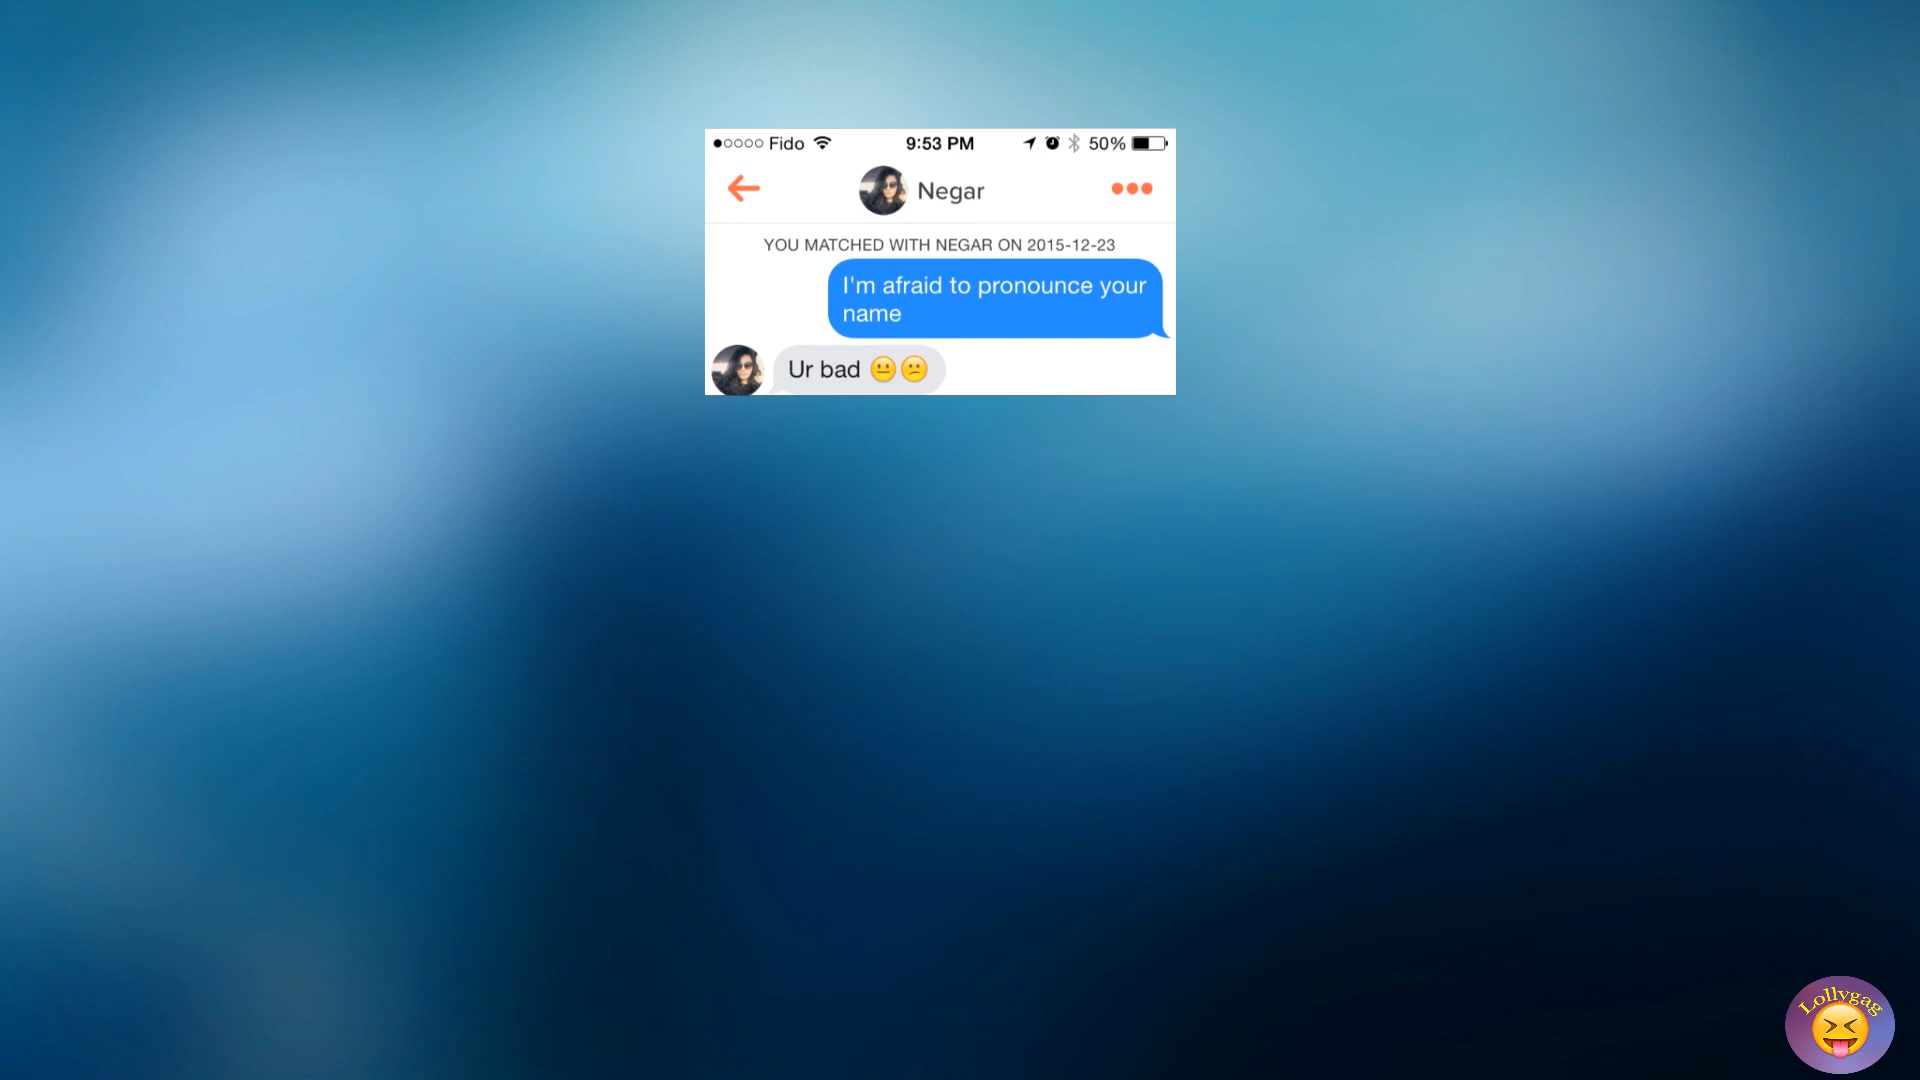 Fido 9:53 PM 50%
Negar
YOU MATCHED WITH NEGAR ON 2015-12-23
I'm afraid to pronounce your
name
Ur bad 😐😕
Lollygag